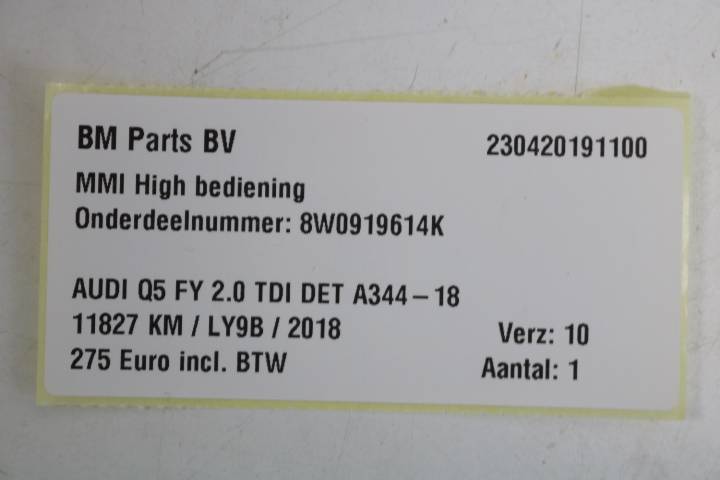 BM Parts BV 230420191100
MMI High bediening
Onderdeelnummer: 8W0919614K
AUDI Q5 FY 2.0 TDI DET A344-18
11827 KM / LY9B / 2018 Verz: 10
275 Euro incl. BTW Aantal: 1